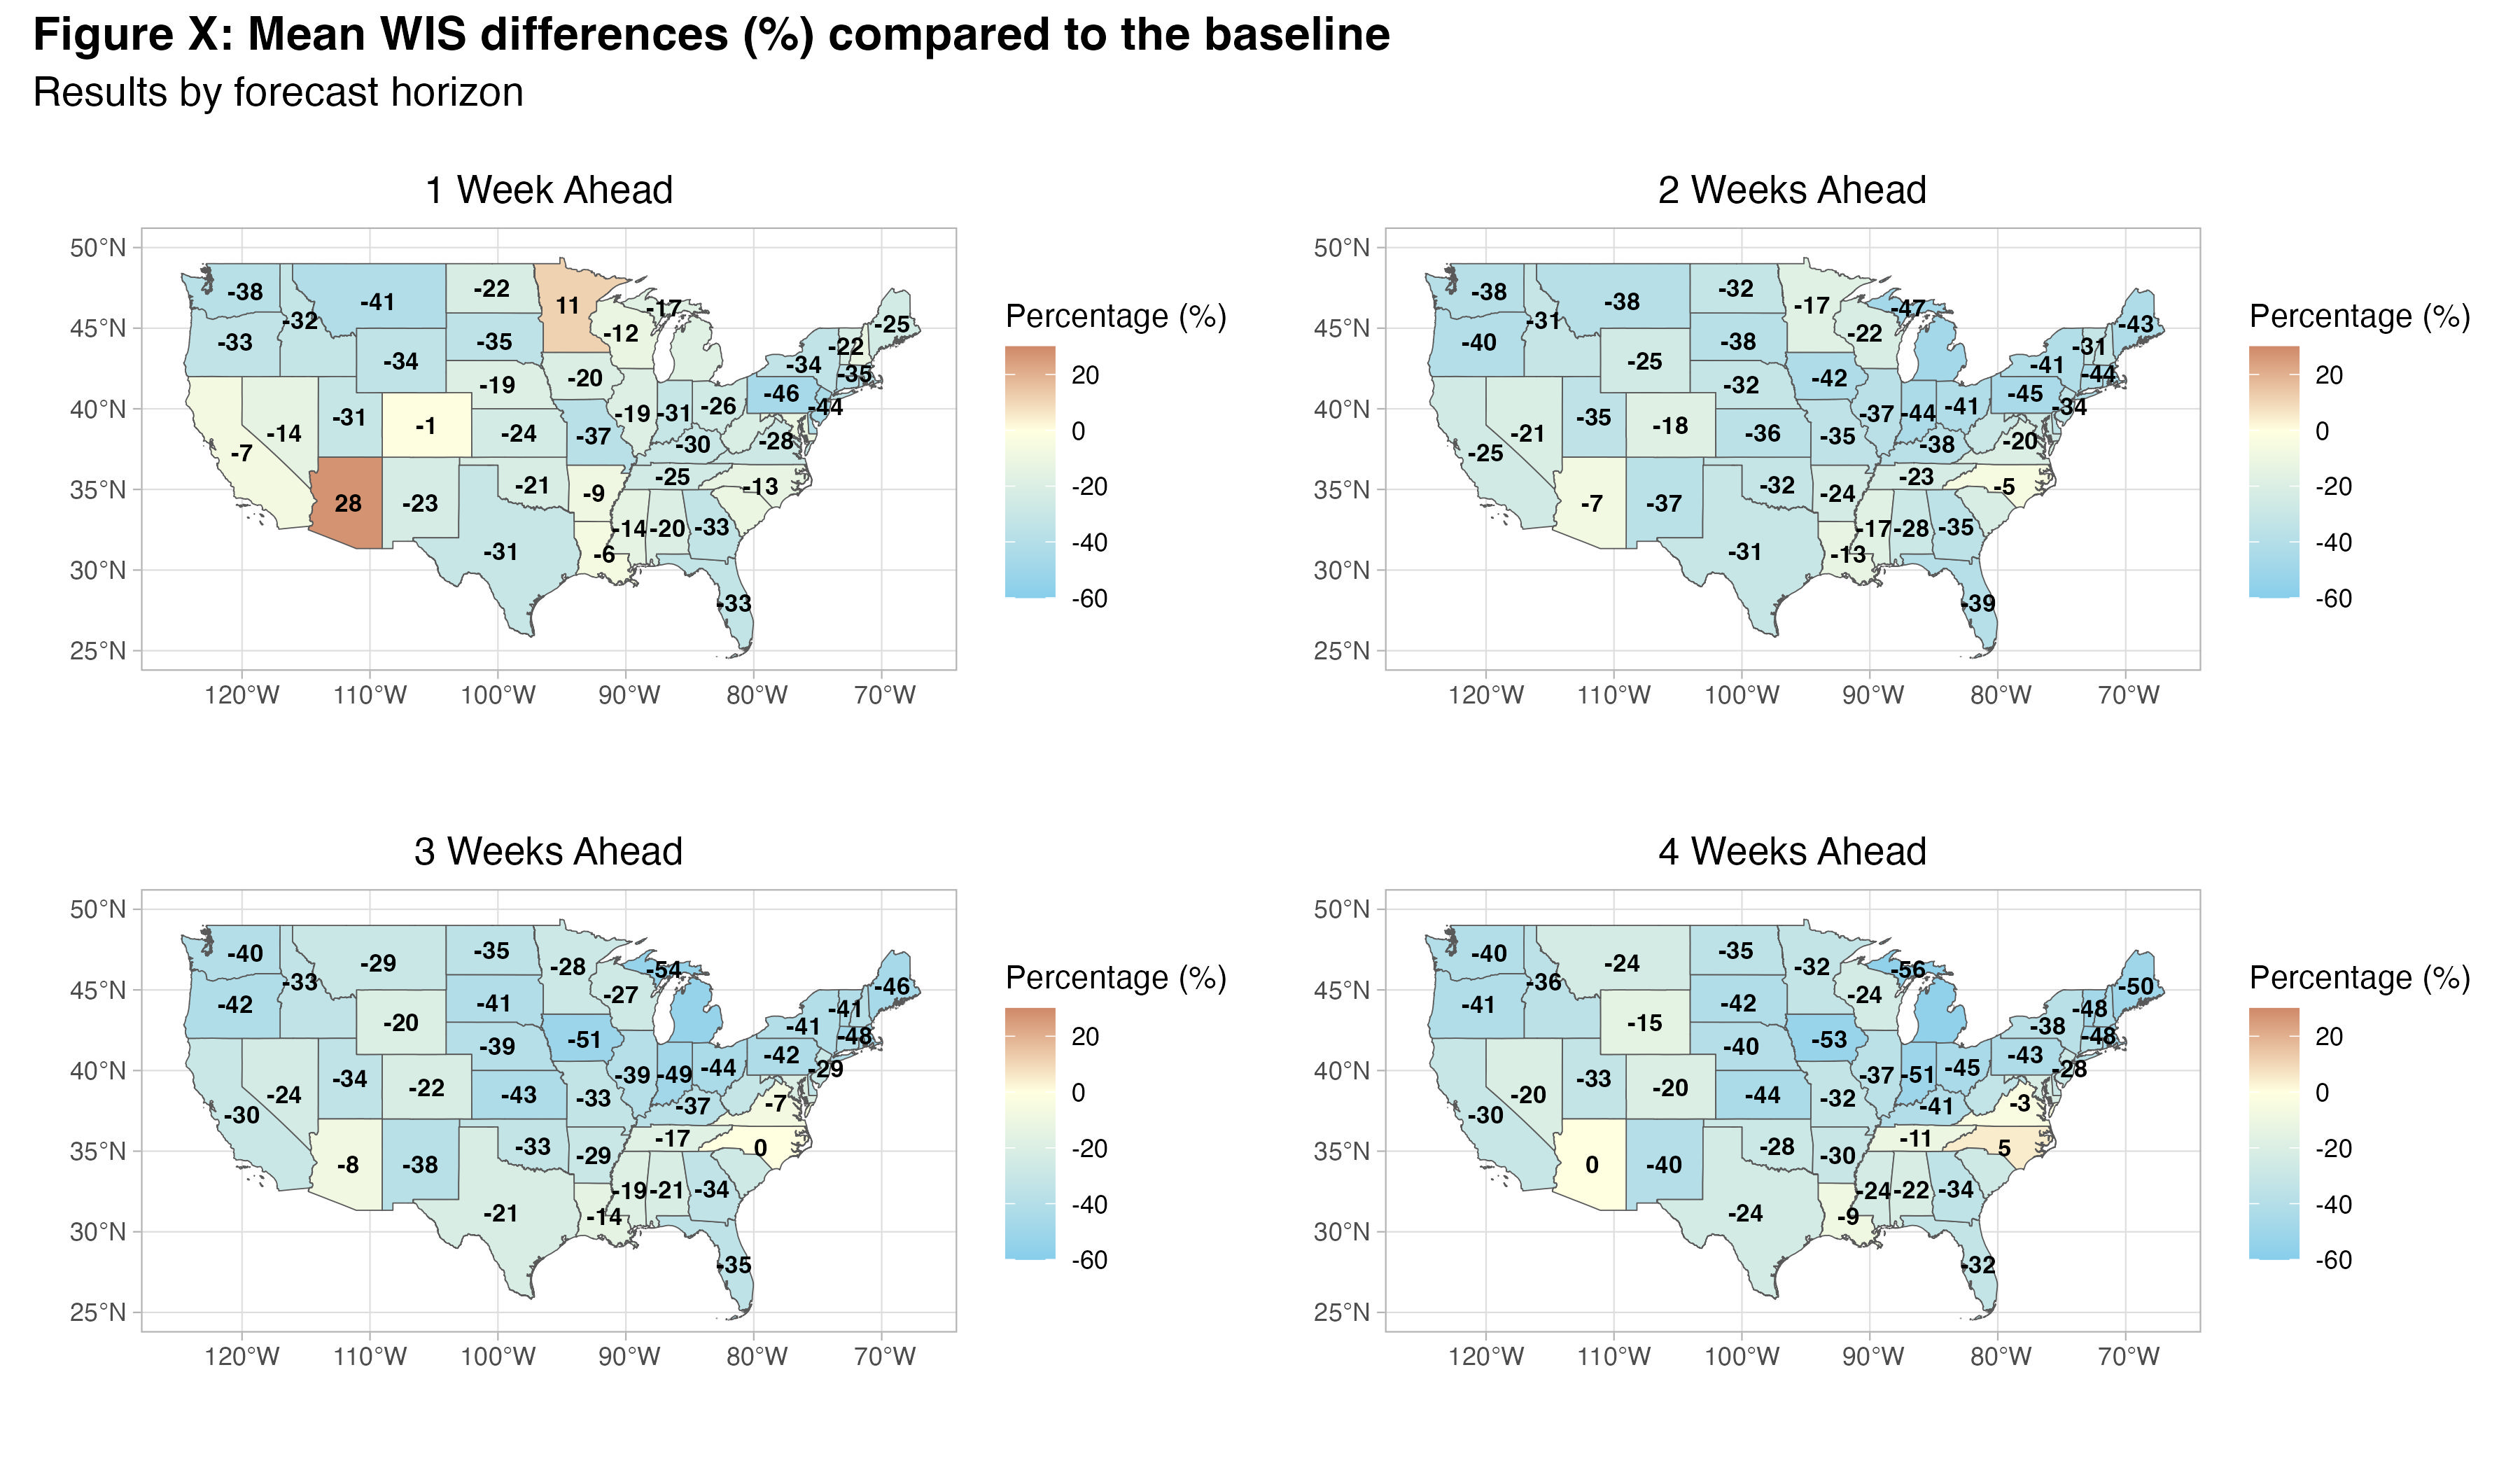 Figure X: Mean WIS differences (%) compared to the baseline
Results by forecast horizon
1 Week Ahead
50°N
45°N
40°N
35°N
30°N
25°N
120°W 110°W 100°W 90°W 80°W 70°W
-38 -41 -22 11 -17 -25
-33 -32 -34 -35 -12 -34 -22
-20 -35
-19 -46 -44
-7 -14 -31 -1 -24 -37 -19 -31 -26 -30 -28
28 -23 -21 -9 -25 -13
-31 -6 -14 -20 -33
-33
Percentage (%)
20
0
-20
-40
-60
2 Weeks Ahead
50°N
45°N
40°N
35°N
30°N
25°N
120°W 110°W 100°W 90°W 80°W 70°W
-38 -38 -32 -17 -47 -43
-40 -31 -25 -38 -22 -41 -31
-42 -44
-32 -45 -34
-25 -21 -35 -18 -36 -35 -37 -44 -41 -38 -20
-7 -37 -32 -24 -23 -5
-31 -13 -17 -28 -35
-39
Percentage (%)
20
0
-20
-40
-60
3 Weeks Ahead
50°N
45°N
40°N
35°N
30°N
25°N
120°W 110°W 100°W 90°W 80°W 70°W
-40 -29 -35 -28 -54 -46
-42 -33 -20 -41 -27 -41 -41
-51 -48
-39 -42 -29
-30 -24 -34 -22 -43 -33 -39 -49 -44 -37 -7
-8 -38 -33 -29 -17 0
-21 -14 -19 -21 -34
-35
Percentage (%)
20
0
-20
-40
-60
4 Weeks Ahead
50°N
45°N
40°N
35°N
30°N
25°N
120°W 110°W 100°W 90°W 80°W 70°W
-40 -24 -35 -32 -56 -50
-41 -36 -15 -42 -24 -38 -48
-53 -48
-40 -43 -28
-30 -20 -33 -20 -44 -32 -37 -51 -45 -41 -3
0 -40 -28 -30 -11 5
-24 -9 -24 -22 -34
-32
Percentage (%)
20
0
-20
-40
-60